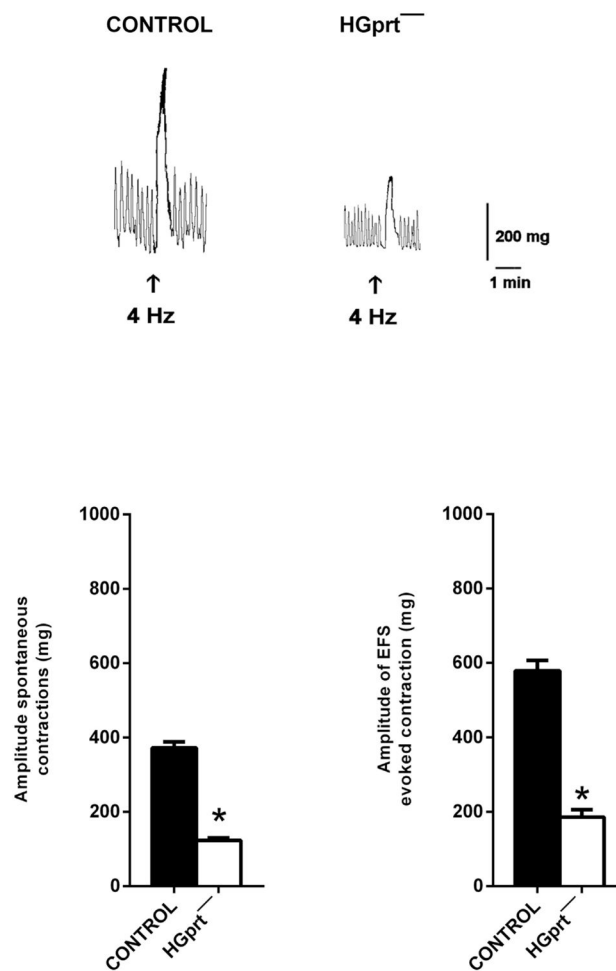 CONTROL
HGprt—
200 mg
1 min
↑
4 Hz
↑
4 Hz
Amplitude spontaneous
contractions (mg)
1000
800
600
400
200
0
*
CONTROL
HGprt—
Amplitude of EFS
evoked contraction (mg)
1000
800
600
400
200
0
*
CONTROL
HGprt—